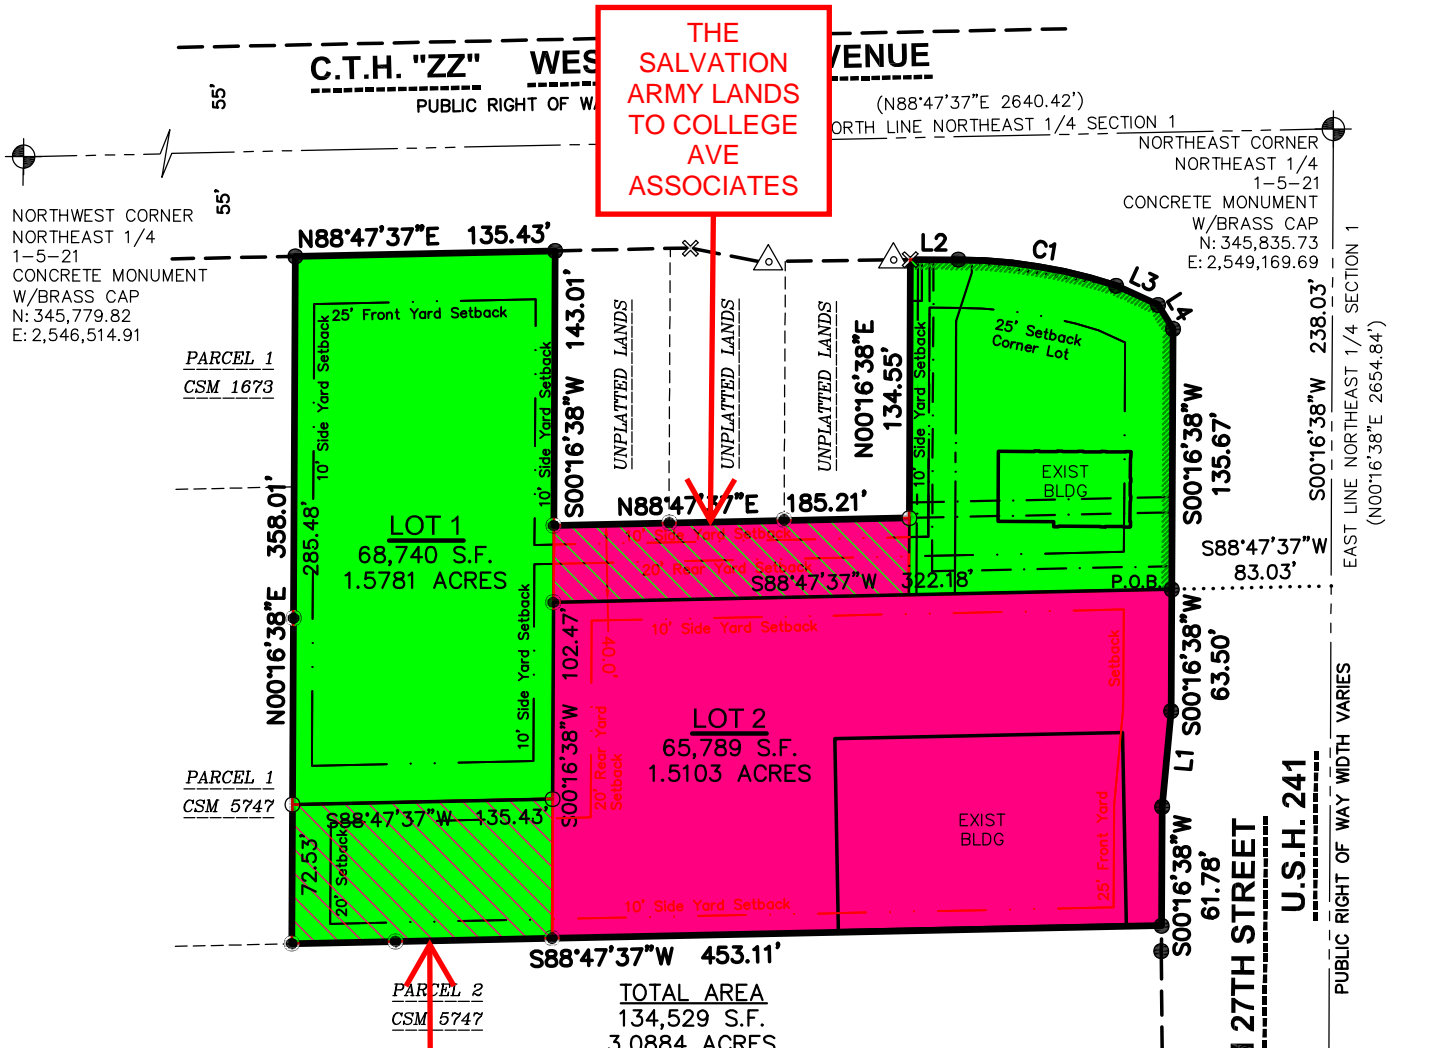 THE
SALVATION
ARMY LANDS
TO COLLEGE
AVE
ASSOCIATES
C.T.H. "ZZ" WES
VENUE
PUBLIC RIGHT OF WA
(N88°47'37"E 2640.42')
ORTH LINE NORTHEAST 1/4 SECTION 1
55'
55'
NORTHEAST CORNER
NORTHEAST 1/4
1-5-21
CONCRETE MONUMENT
W/BRASS CAP
N: 345,835.73
E: 2,549,169.69
NORTHWEST CORNER
NORTHEAST 1/4
1-5-21
CONCRETE MONUMENT
W/BRASS CAP
N: 345,779.82
E: 2,546,514.91
N88°47'37"E 135.43'
L2
C1
L3
L4
PARCEL 1
CSM 1673
25' Front Yard Setback
10' Side Yard Setback
10' Side Yard Setback
S00°16'38"W 143.01'
UNPLATTED LANDS
UNPLATTED LANDS
UNPLATTED LANDS
N00°16'38"E
134.55'
10' Side Yard Setback
25' Setback
Corner Lot
EXIST
BLDG
S00°16'38"W
135.67'
S00°16'38"W 238.03'
EAST LINE NORTHEAST 1/4 SECTION 1
(N00°16'38"E 2654.84')
N88°47'37"E 185.21'
LOT 1
68,740 S.F.
1.5781 ACRES
N00°16'38"E 358.01'
285.48'
10' Side Yard Setback
10' Side Yard Setback
20' Rear Yard Setback
S88°47'37"W 322.18'
P.O.B.
S88°47'37"W
83.03'
S00°16'38"W 102.47'
40.0'
10' Side Yard Setback
Setback
S00°16'38"W
63.50'
LOT 2
65,789 S.F.
1.5103 ACRES
20' Rear Yard
Setback
L1
PARCEL 1
CSM 5747
S88°47'37"W 135.43'
72.53'
20' Setback
EXIST
BLDG
25' Front Yard
10' Side Yard Setback
S00°16'38"W
61.78'
27TH STREET
U.S.H. 241
PUBLIC RIGHT OF WAY WIDTH VARIES
S88°47'37"W 453.11'
PARCEL 2
CSM 5747
TOTAL AREA
134,529 S.F.
3.0884 ACRES